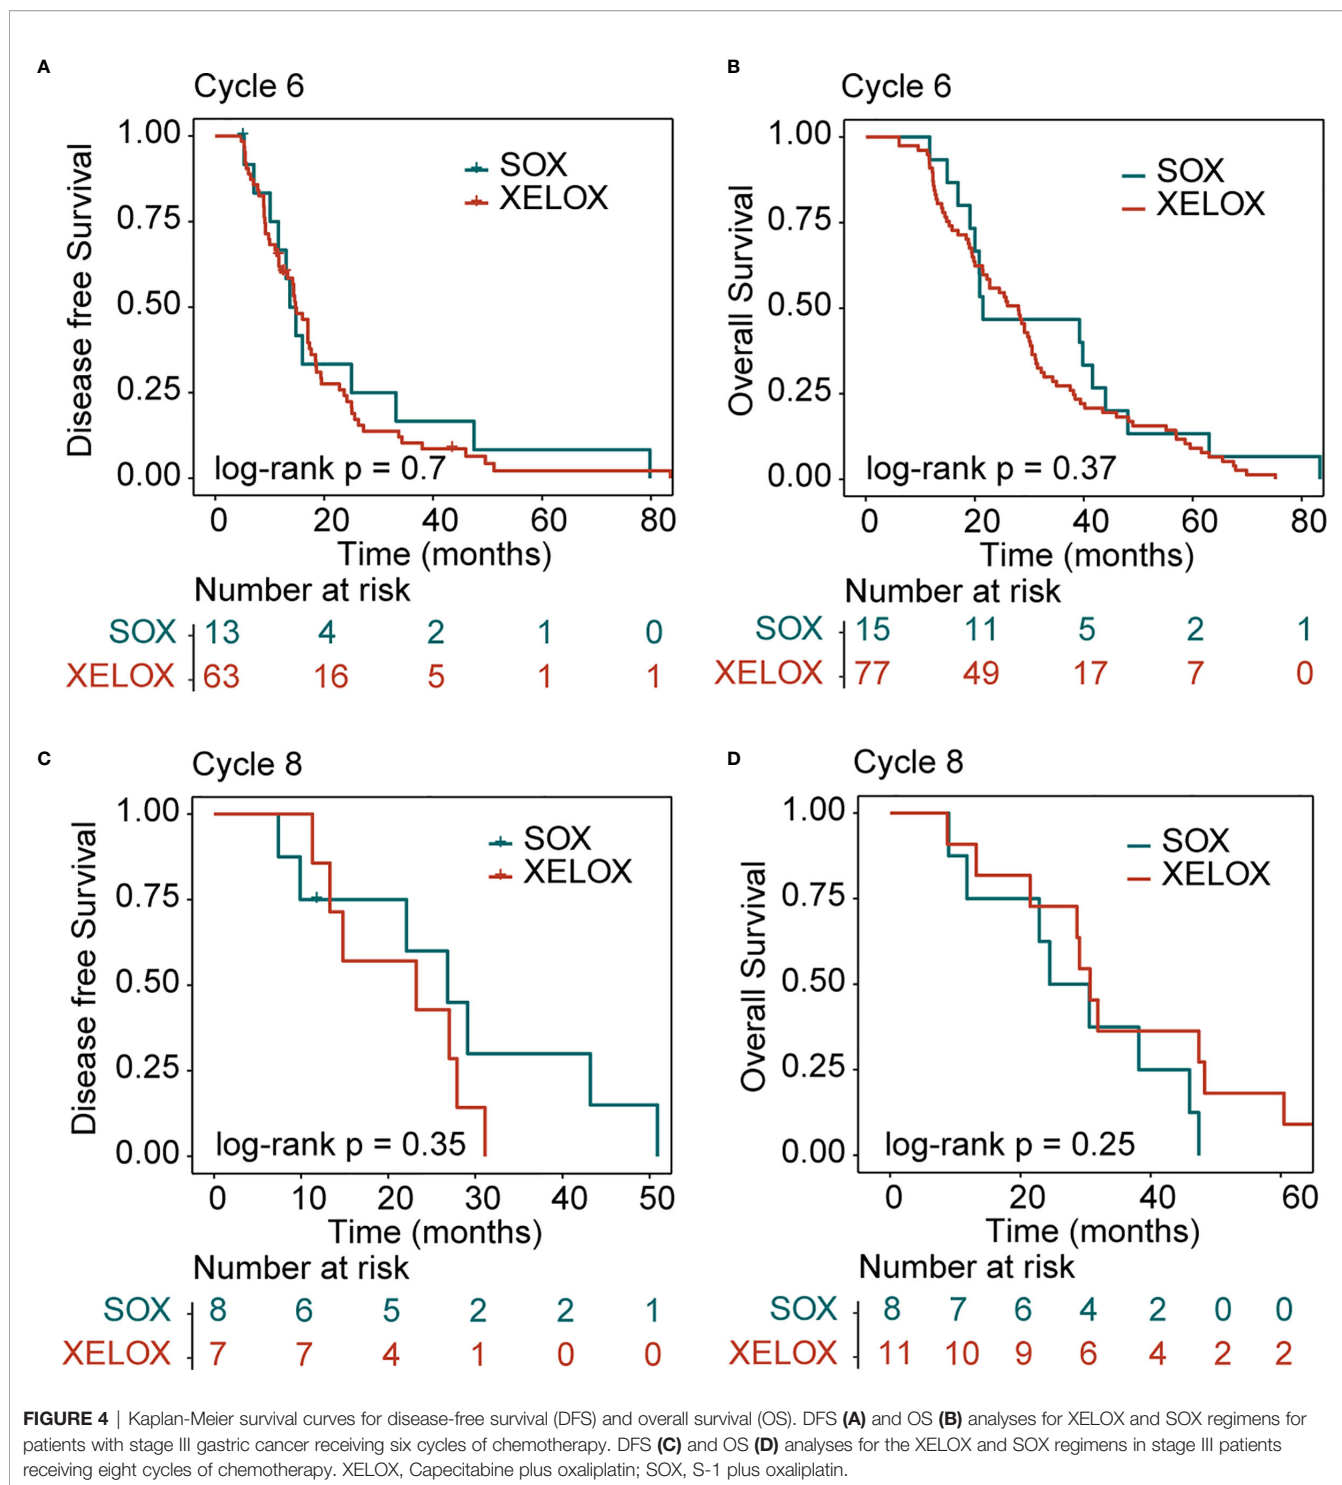 A
Cycle 6
Disease free Survival
1.00
0.75
0.50
0.25
0.00
SOX
XELOX
log-rank p = 0.7
0 20 40 60 80
Time (months)
Number at risk
SOX 13 4 2 1 0
XELOX 63 16 5 1 1
B
Cycle 6
Overall Survival
1.00
0.75
0.50
0.25
0.00
SOX
XELOX
log-rank p = 0.37
0 20 40 60 80
Time (months)
Number at risk
SOX 15 11 5 2 1
XELOX 77 49 17 7 0
C
Cycle 8
Disease free Survival
1.00
0.75
0.50
0.25
0.00
SOX
XELOX
log-rank p = 0.35
0 10 20 30 40 50
Time (months)
Number at risk
SOX 8 6 5 2 2 1
XELOX 7 7 4 1 0 0
D
Cycle 8
Overall Survival
1.00
0.75
0.50
0.25
0.00
SOX
XELOX
log-rank p = 0.25
0 20 40 60
Time (months)
Number at risk
SOX 8 7 6 4 2 0 0
XELOX 11 10 9 6 4 2 2
FIGURE 4 | Kaplan-Meier survival curves for disease-free survival (DFS) and overall survival (OS). DFS (A) and OS (B) analyses for XELOX and SOX regimens for
patients with stage III gastric cancer receiving six cycles of chemotherapy. DFS (C) and OS (D) analyses for the XELOX and SOX regimens in stage III patients
receiving eight cycles of chemotherapy. XELOX, Capecitabine plus oxaliplatin; SOX, S-1 plus oxaliplatin.